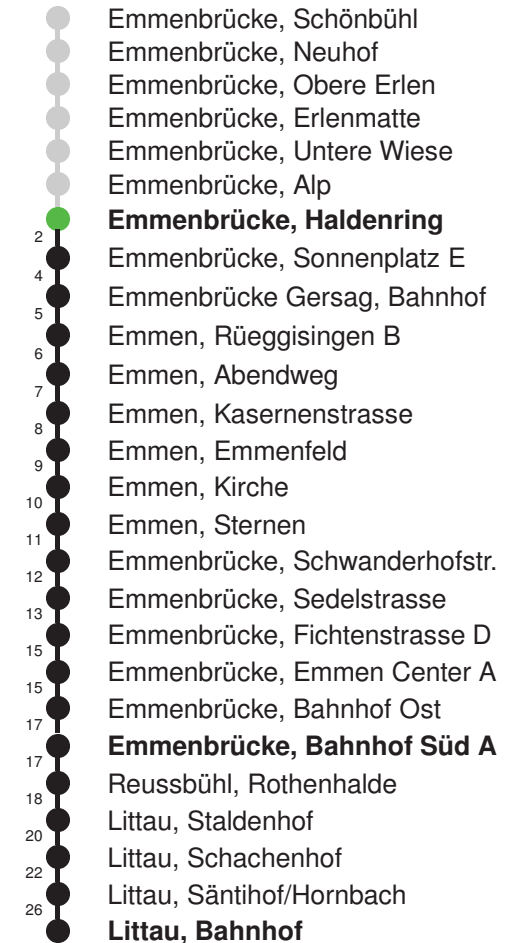 Emmenbrücke, Schönbühl
Emmenbrücke, Neuhof
Emmenbrücke, Obere Erlen
Emmenbrücke, Erlenmatte
Emmenbrücke, Untere Wiese
Emmenbrücke, Alp
Emmenbrücke, Haldenring
2
Emmenbrücke, Sonnenplatz E
4
Emmenbrücke Gersag, Bahnhof
5
Emmen, Rüeggisingen B
6
Emmen, Abendweg
7
Emmen, Kasernenstrasse
8
Emmen, Emmenfeld
9
Emmen, Kirche
10
Emmen, Sternen
11
Emmenbrücke, Schwanderhofstr.
12
Emmenbrücke, Sedelstrasse
13
Emmenbrücke, Fichtenstrasse D
15
Emmenbrücke, Emmen Center A
15
Emmenbrücke, Bahnhof Ost
17
Emmenbrücke, Bahnhof Süd A
17
Reussbühl, Rothenhalde
18
Littau, Staldenhof
20
Littau, Schachenhof
22
Littau, Säntihof/Hornbach
26
Littau, Bahnhof